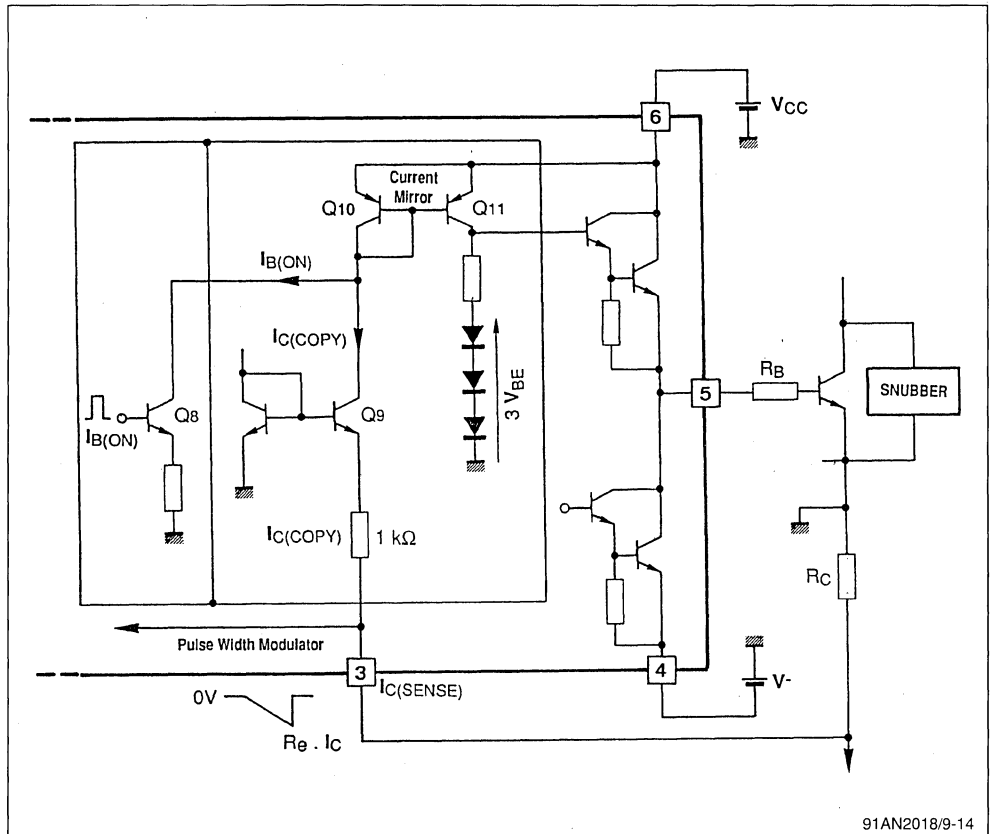 6
VCC
Current
Mirror
Q10
Q11
IB(ON)
IC(COPY)
RB
5
SNUBBER
3 VBE
Q8
Q9
IB(ON)
IC(COPY)
1 kΩ
RC
Pulse Width Modulator
3
IC(SENSE)
4
V-
0V
Re . IC
91AN2018/9-14